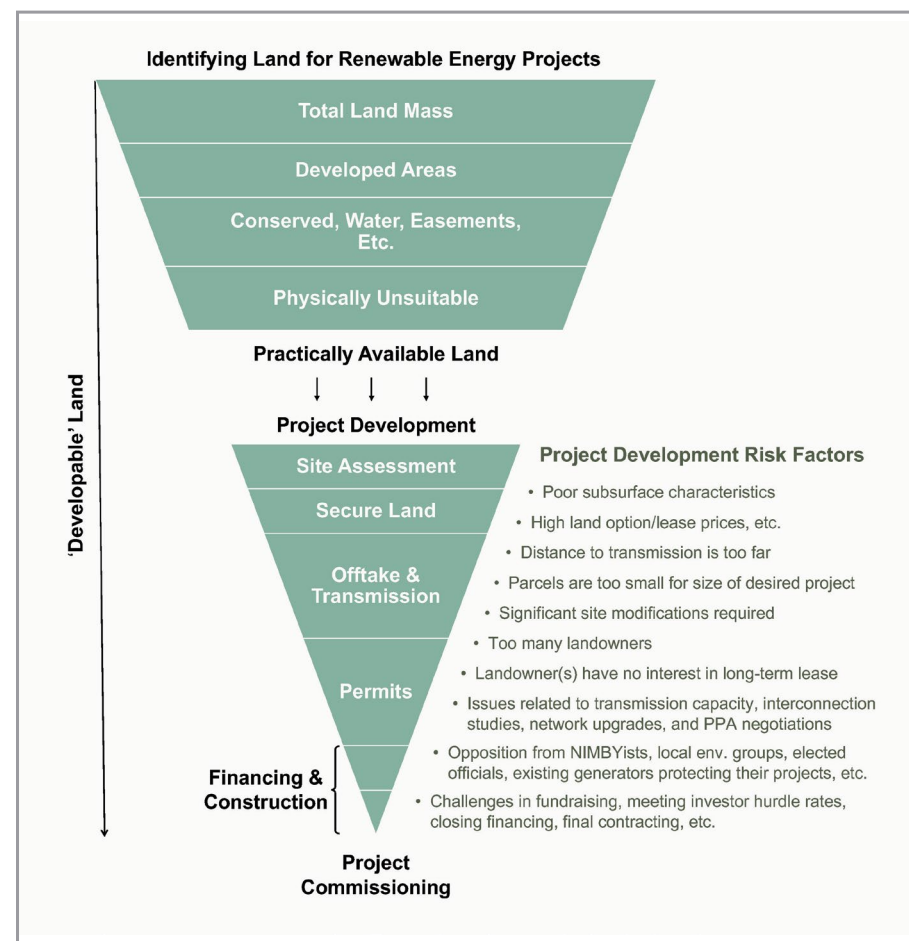 Identifying Land for Renewable Energy Projects
Total Land Mass
Developed Areas
Conserved, Water, Easements,
Etc.
Physically Unsuitable
Practically Available Land
'Developable' Land
Project Development
Site Assessment
Secure Land
Offtake &
Transmission
Permits
Financing &
Construction
Project
Commissioning
Project Development Risk Factors
• Poor subsurface characteristics
• High land option/lease prices, etc.
• Distance to transmission is too far
• Parcels are too small for size of desired project
• Significant site modifications required
• Too many landowners
• Landowner(s) have no interest in long-term lease
• Issues related to transmission capacity, interconnection
studies, network upgrades, and PPA negotiations
• Opposition from NIMBYists, local env. groups, elected
officials, existing generators protecting their projects, etc.
• Challenges in fundraising, meeting investor hurdle rates,
closing financing, final contracting, etc.